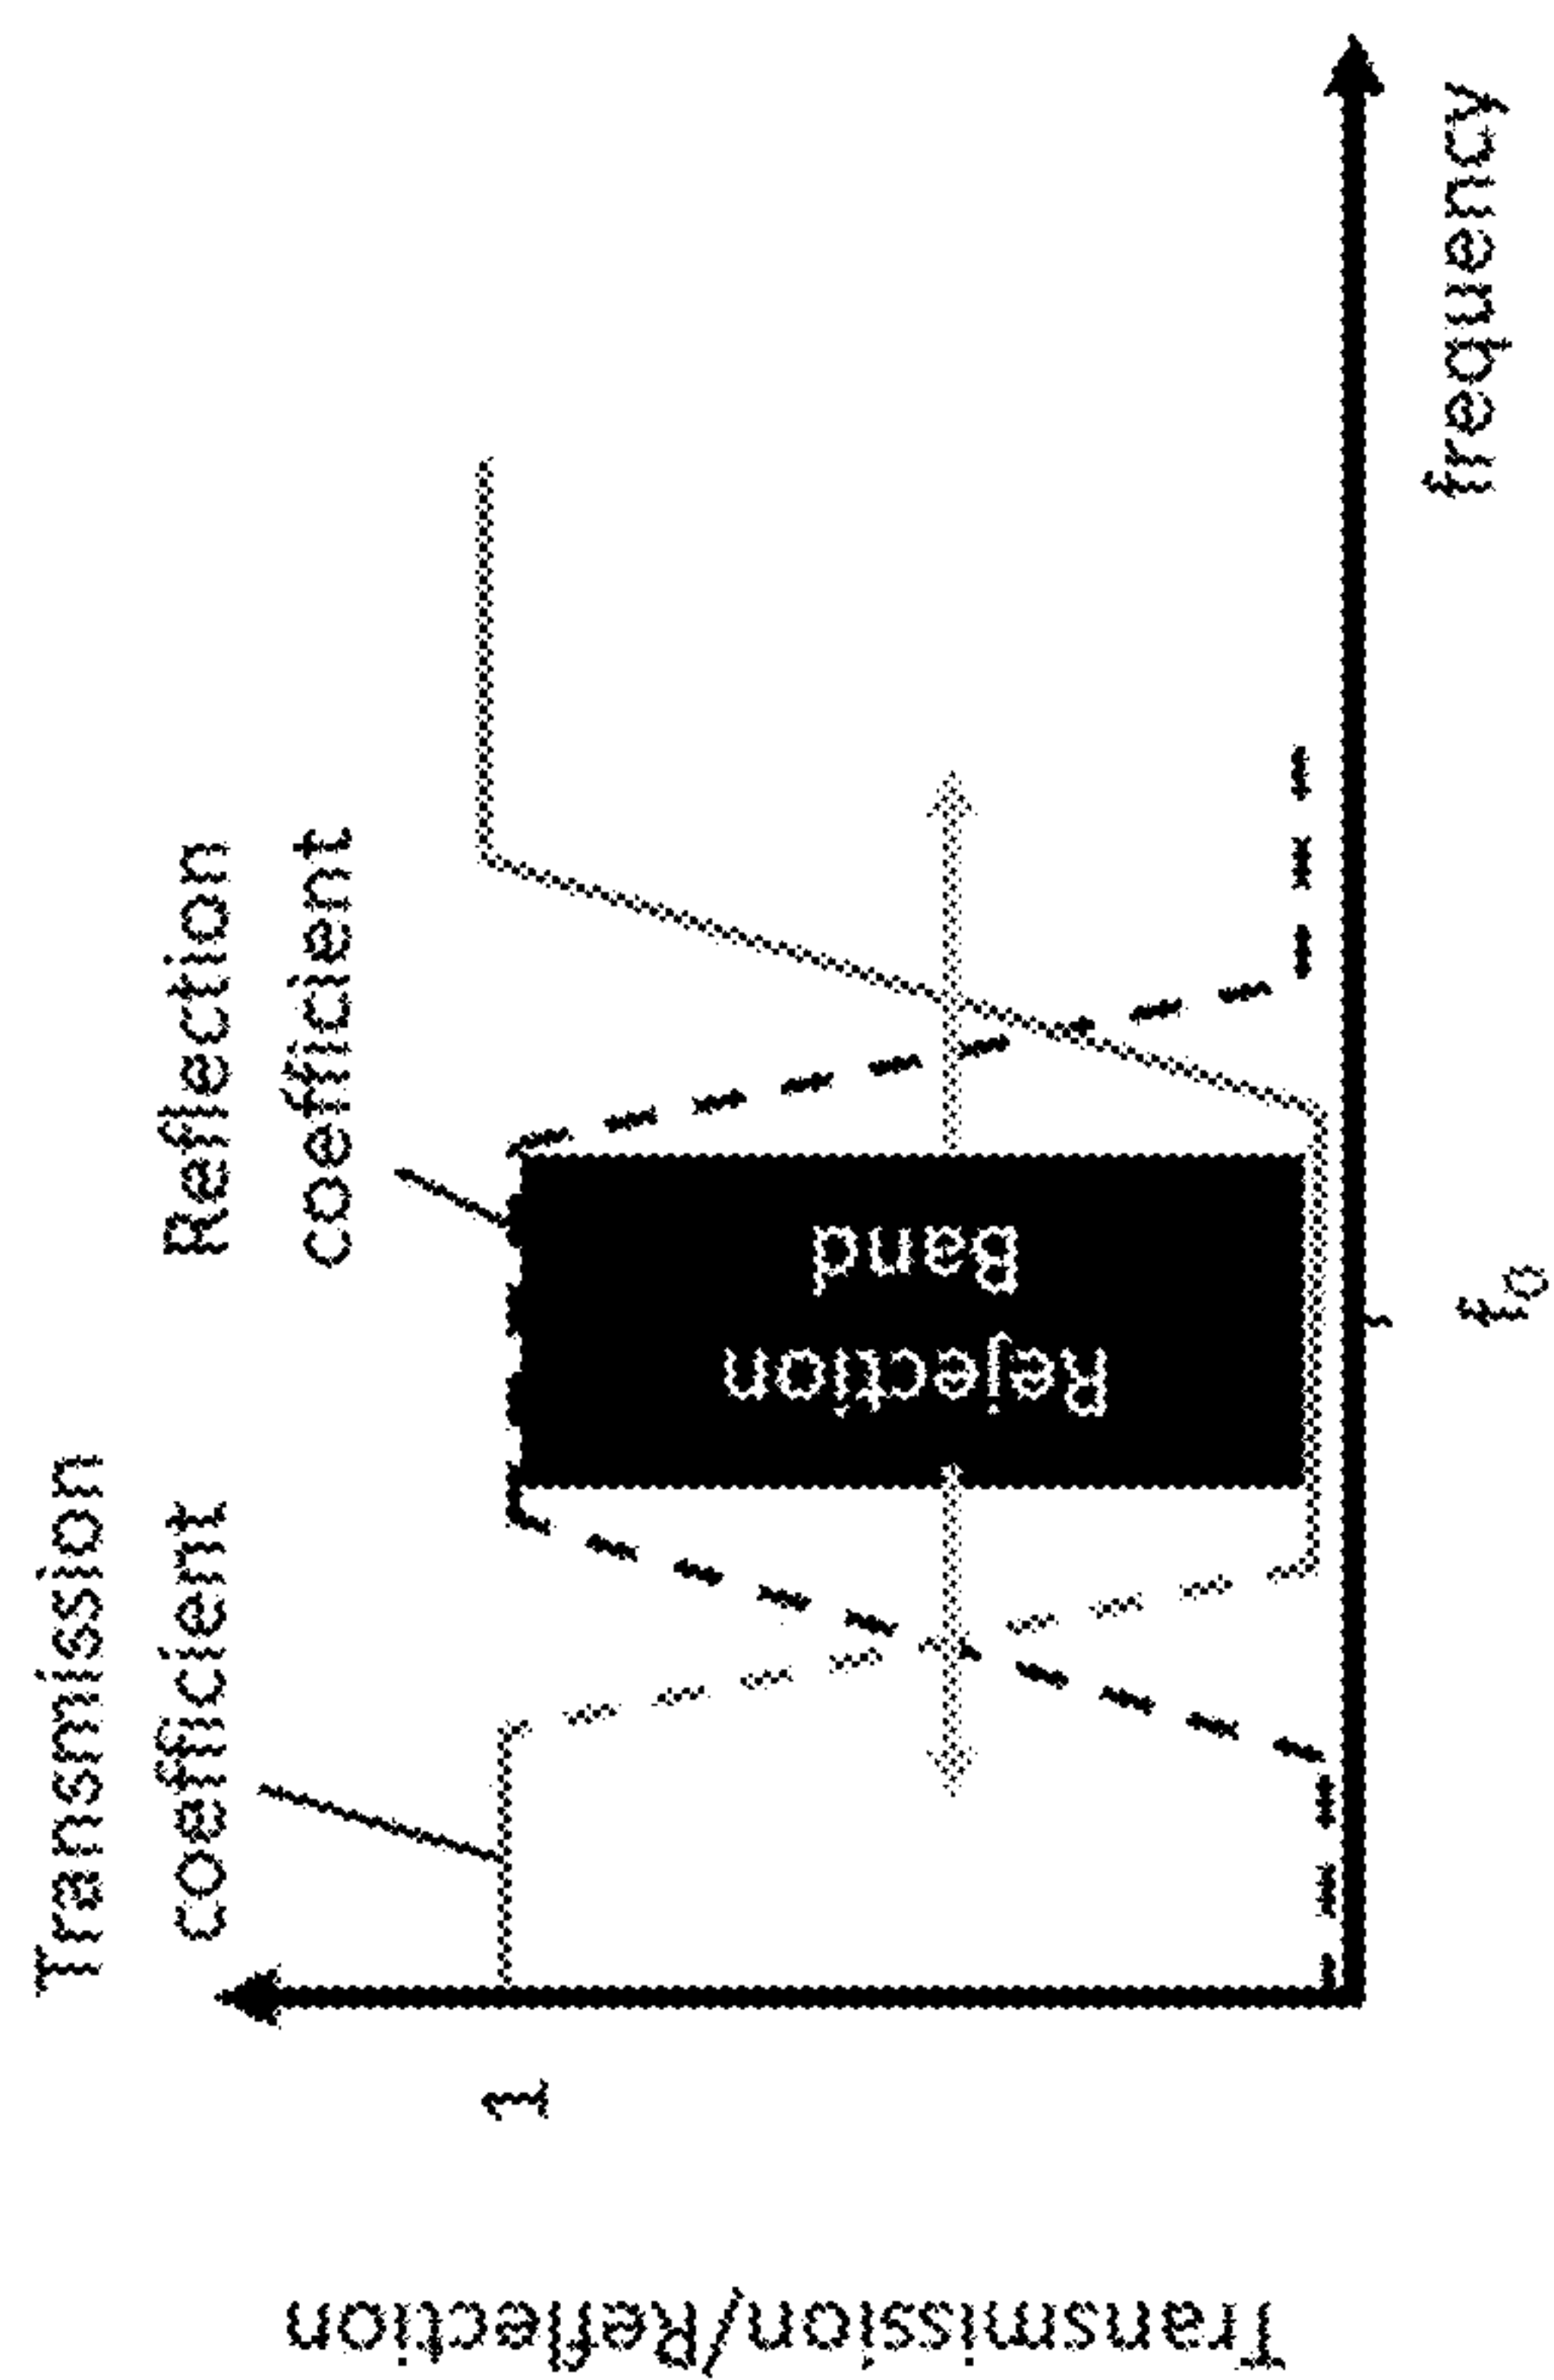 Transmission
coefficient
Reflection
coefficient
1
Transmission/Reflection
Rejection
Band
f0
frequency